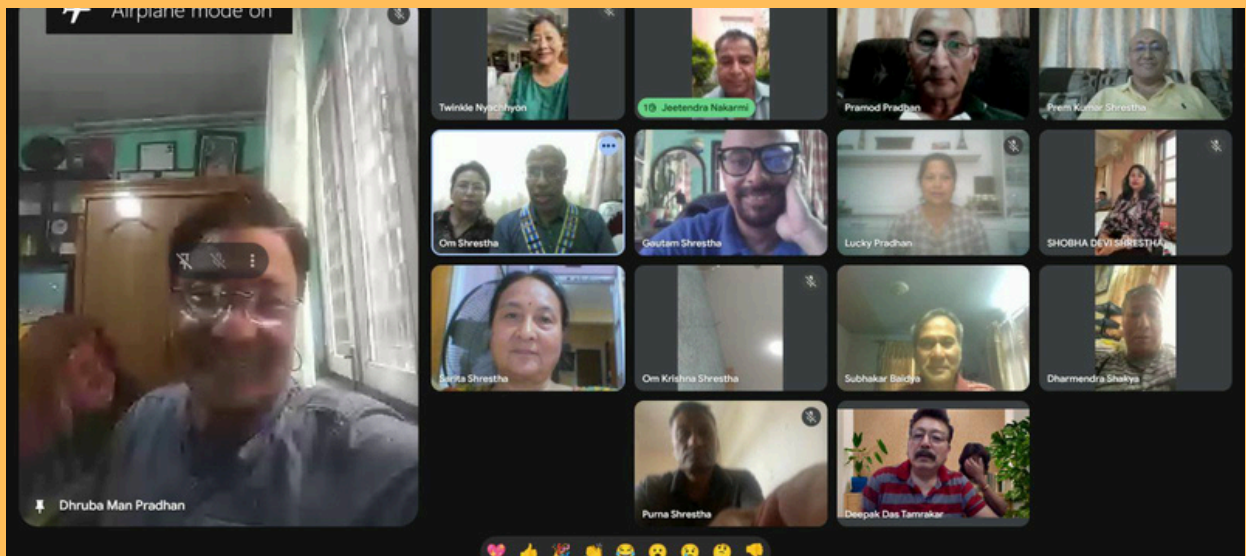 Airplane mode on
Twinkle Nyachhyon
Jeetendra Nakarmi
Pramod Pradhan
Prem Kumar Shrestha
Om Shrestha
Gautam Shrestha
Lucky Pradhan
SHOBHA DEVI SHRESTHA
Sarita Shrestha
Om Krishna Shrestha
Subhakar Baidya
Dharmendra Shakya
Dhruba Man Pradhan
Purna Shrestha
Deepak Das Tamrakar